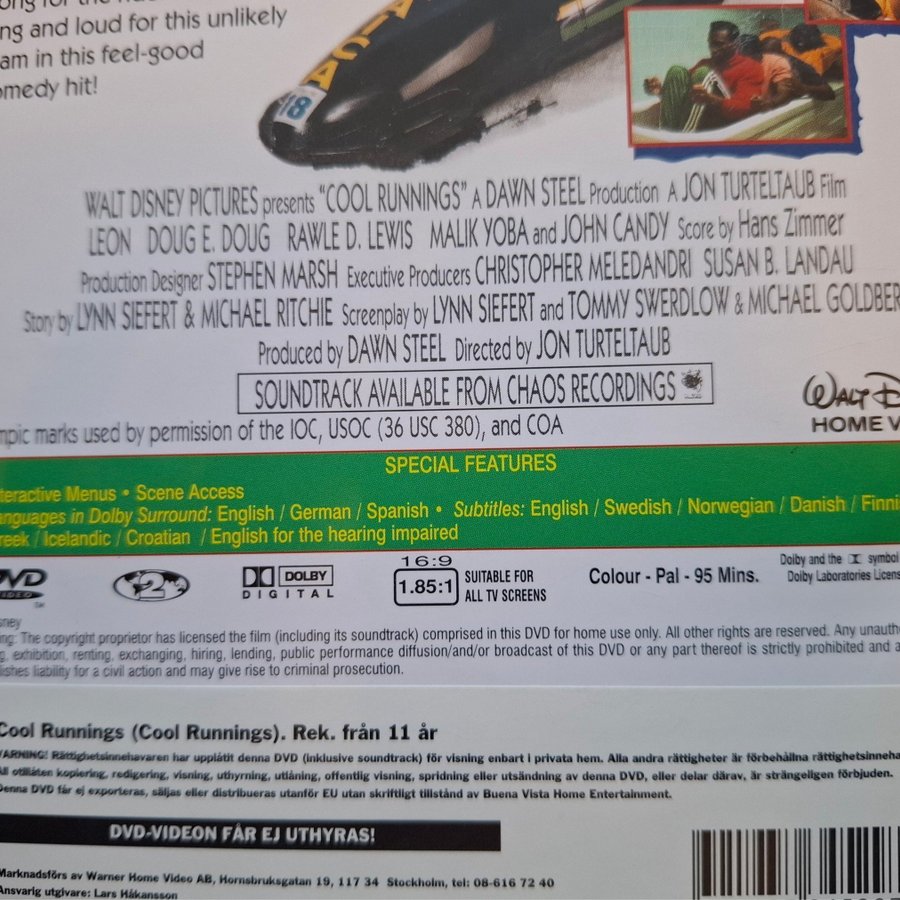 ng and loud for this unlikely
am in this feel-good
omedy hit!
18
WALT DISNEY PICTURES presents "COOL RUNNINGS" A DAWN STEEL Production A JON TURTELTAUB Film
LEON DOUG E. DOUG RAWLE D. LEWIS MALIK YOBA and JOHN CANDY Score by Hans Zimmer
Production Designer STEPHEN MARSH Executive Producers CHRISTOPHER MELEDANDRI SUSAN B. LANDAU
Story by LYNN SIEFERT & MICHAEL RITCHIE Screenplay by LYNN SIEFERT and TOMMY SWERDLOW & MICHAEL GOLDBER
Produced by DAWN STEEL Directed by JON TURTELTAUB
SOUNDTRACK AVAILABLE FROM CHAOS RECORDINGS
WALT D
HOME V
mpic marks used by permission of the IOC, USOC (36 USC 380), and COA
SPECIAL FEATURES
nteractive Menus • Scene Access
anguages in Dolby Surround: English / German / Spanish • Subtitles: English / Swedish / Norwegian / Danish / Finni
reek / Icelandic / Croatian / English for the hearing impaired
DVD
VIDEO
2
DOLBY
DIGITAL
16:9
1.85:1
SUITABLE FOR
ALL TV SCREENS
Colour - Pal - 95 Mins.
Dolby and the symbol
Dolby Laboratories Licens
sney
ng: The copyright proprietor has licensed the film (including its soundtrack) comprised in this DVD for home use only. All other rights are reserved. Any unautho
g, exhibition, renting, exchanging, hiring, lending, public performance diffusion/and/or broadcast of this DVD or any part thereof is strictly prohibited and a
lishes liability for a civil action and may give rise to criminal prosecution.
Cool Runnings (Cool Runnings). Rek. från 11 år
VARNING! Rättighetsinnehavaren har upplåtit denna DVD (inklusive soundtrack) för visning enbart i privata hem. Alla andra rättigheter är förbehållna rättighetsinneha
All otillåten kopiering, redigering, visning, uthyrning, utlåning, offentlig visning, spridning eller utsändning av denna DVD, eller delar därav, är strängeligen förbjuden.
Denna DVD får ej exporteras, säljas eller distribueras utanför EU utan skriftligt tillstånd av Buena Vista Home Entertainment.
DVD-VIDEON FÅR EJ UTHYRAS!
Marknadsförs av Warner Home Video AB, Hornsbruksgatan 19, 117 34 Stockholm, tel: 08-616 72 40
Ansvarig utgivare: Lars Håkansson